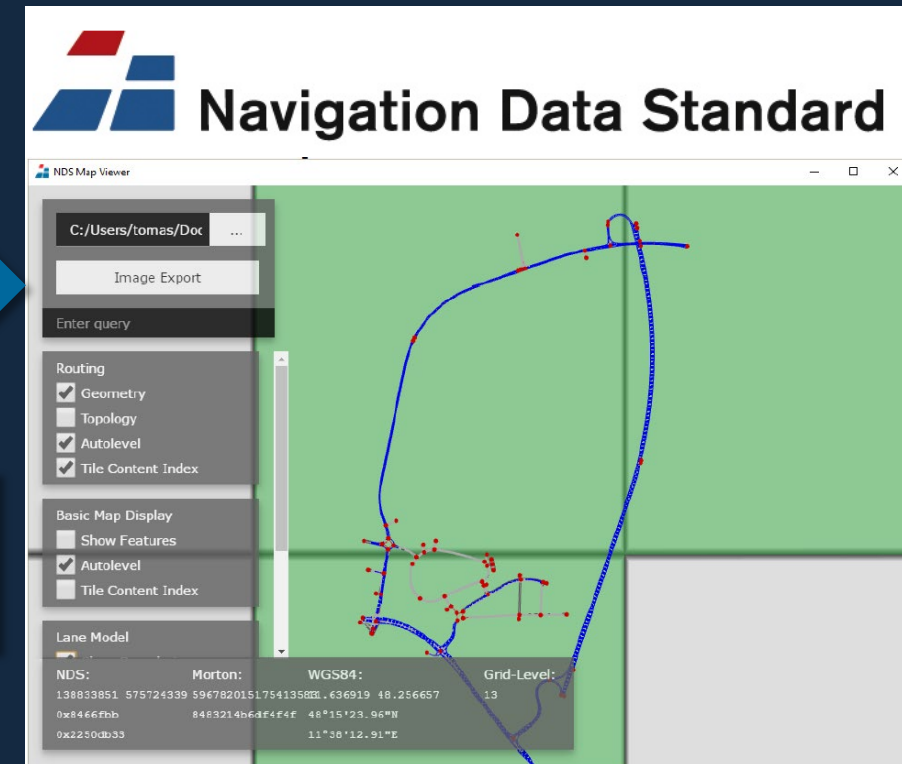 Navigation Data Standard
NDS Map Viewer
C:/Users/tomas/Doc ...
Image Export
Enter query
Routing
Geometry
Topology
Autolevel
Tile Content Index
Basic Map Display
Show Features
Autolevel
Tile Content Index
Lane Model
NDS: Morton: WGS84: Grid-Level:
138833851 575724339 48.256657 13
0x8466fbb 8483214b6df4f4f 48°15'23.96"N
0x2250db33 11°38'12.91"E